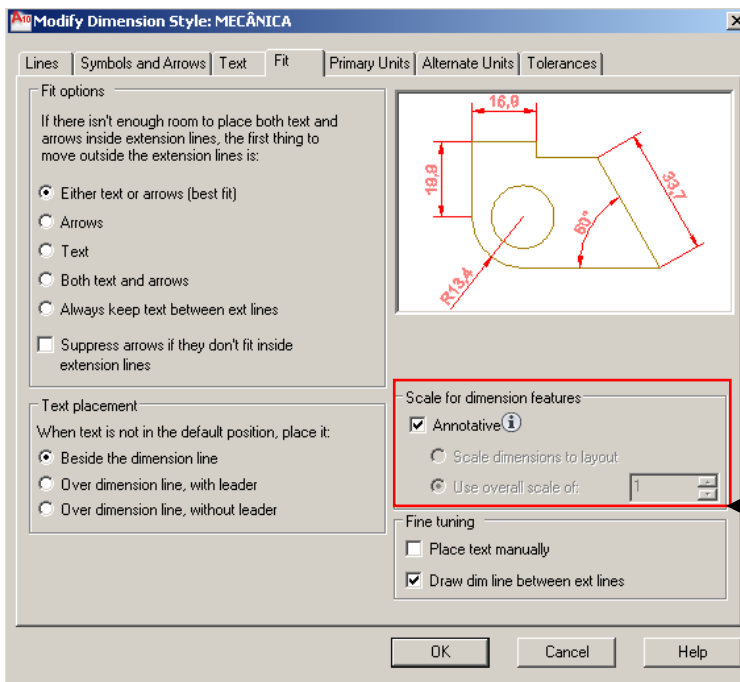 A10 Modify Dimension Style: MECÂNICA
Lines Symbols and Arrows Text Fit Primary Units Alternate Units Tolerances
Fit options
If there isn't enough room to place both text and
arrows inside extension lines, the first thing to
move outside the extension lines is:
Either text or arrows (best fit)
Arrows
Text
Both text and arrows
Always keep text between ext lines
Suppress arrows if they don't fit inside
extension lines
Text placement
When text is not in the default position, place it:
Beside the dimension line
Over dimension line, with leader
Over dimension line, without leader
16,9
19,9
33,7
60°
R13,4
Scale for dimension features
Annotative
Scale dimensions to layout
Use overall scale of: 1
Fine tuning
Place text manually
Draw dim line between ext lines
OK Cancel Help